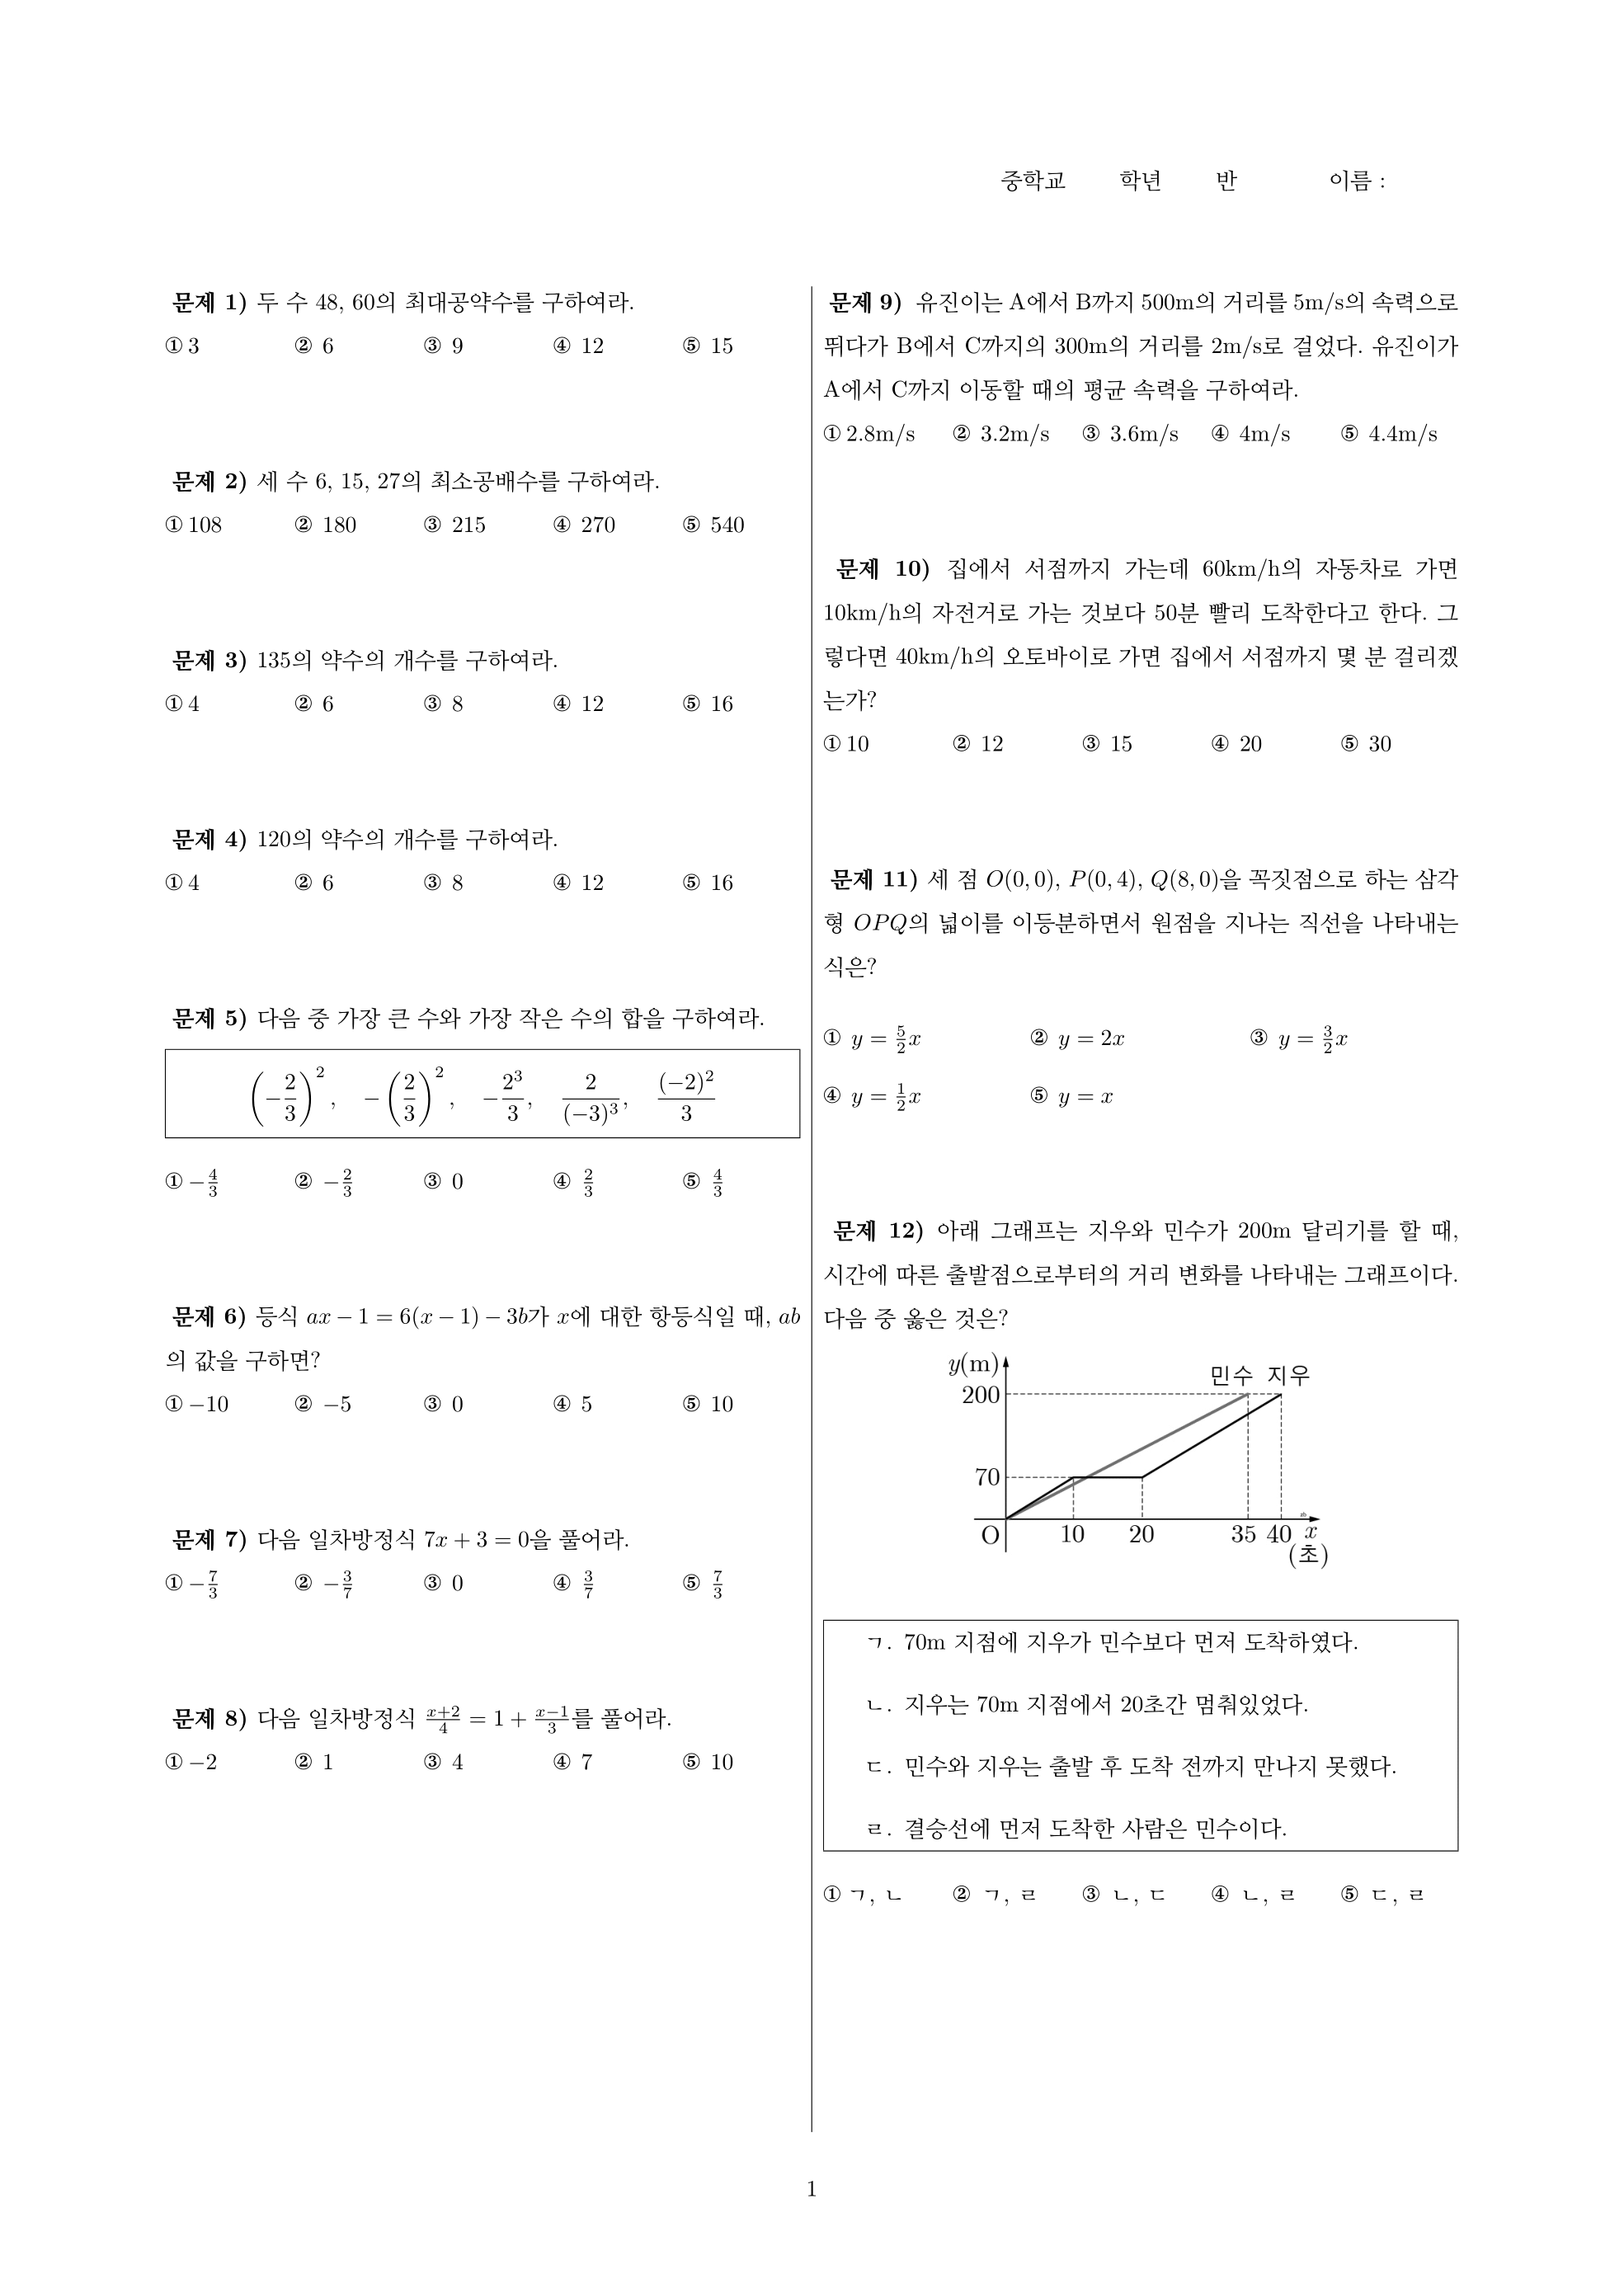 중학교 학년 반 이름 :
문제 1) 두 수 48, 60의 최대공약수를 구하여라.
① 3 ② 6 ③ 9 ④ 12 ⑤ 15
문제 2) 세 수 6, 15, 27의 최소공배수를 구하여라.
① 108 ② 180 ③ 215 ④ 270 ⑤ 540
문제 3) 135의 약수의 개수를 구하여라.
① 4 ② 6 ③ 8 ④ 12 ⑤ 16
문제 4) 120의 약수의 개수를 구하여라.
① 4 ② 6 ③ 8 ④ 12 ⑤ 16
문제 5) 다음 중 가장 큰 수와 가장 작은 수의 합을 구하여라.
(−2/3)², −(2/3)², −2³/3, 2/(−3)³, (−2)²/3
① −4/3 ② −2/3 ③ 0 ④ 2/3 ⑤ 4/3
문제 6) 등식 ax − 1 = 6(x − 1) − 3b가 x에 대한 항등식일 때, ab
의 값을 구하면?
① −10 ② −5 ③ 0 ④ 5 ⑤ 10
문제 7) 다음 일차방정식 7x + 3 = 0을 풀어라.
① −7/3 ② −3/7 ③ 0 ④ 3/7 ⑤ 7/3
문제 8) 다음 일차방정식 x+2/4 = 1 + x−1/3를 풀어라.
① −2 ② 1 ③ 4 ④ 7 ⑤ 10
문제 9) 유진이는 A에서 B까지 500m의 거리를 5m/s의 속력으로
뛰다가 B에서 C까지의 300m의 거리를 2m/s로 걸었다. 유진이가
A에서 C까지 이동할 때의 평균 속력을 구하여라.
① 2.8m/s ② 3.2m/s ③ 3.6m/s ④ 4m/s ⑤ 4.4m/s
문제 10) 집에서 서점까지 가는데 60km/h의 자동차로 가면
10km/h의 자전거로 가는 것보다 50분 빨리 도착한다고 한다. 그
렇다면 40km/h의 오토바이로 가면 집에서 서점까지 몇 분 걸리겠
는가?
① 10 ② 12 ③ 15 ④ 20 ⑤ 30
문제 11) 세 점 O(0, 0), P(0, 4), Q(8, 0)을 꼭짓점으로 하는 삼각
형 OPQ의 넓이를 이등분하면서 원점을 지나는 직선을 나타내는
식은?
① y = 5/2x ② y = 2x ③ y = 3/2x
④ y = 1/2x ⑤ y = x
문제 12) 아래 그래프는 지우와 민수가 200m 달리기를 할 때,
시간에 따른 출발점으로부터의 거리 변화를 나타내는 그래프이다.
다음 중 옳은 것은?
y(m)
민수 지우
200
70
O 10 20 35 40 x
(초)
ㄱ. 70m 지점에 지우가 민수보다 먼저 도착하였다.
ㄴ. 지우는 70m 지점에서 20초간 멈춰있었다.
ㄷ. 민수와 지우는 출발 후 도착 전까지 만나지 못했다.
ㄹ. 결승선에 먼저 도착한 사람은 민수이다.
① ㄱ, ㄴ ② ㄱ, ㄹ ③ ㄴ, ㄷ ④ ㄴ, ㄹ ⑤ ㄷ, ㄹ
1